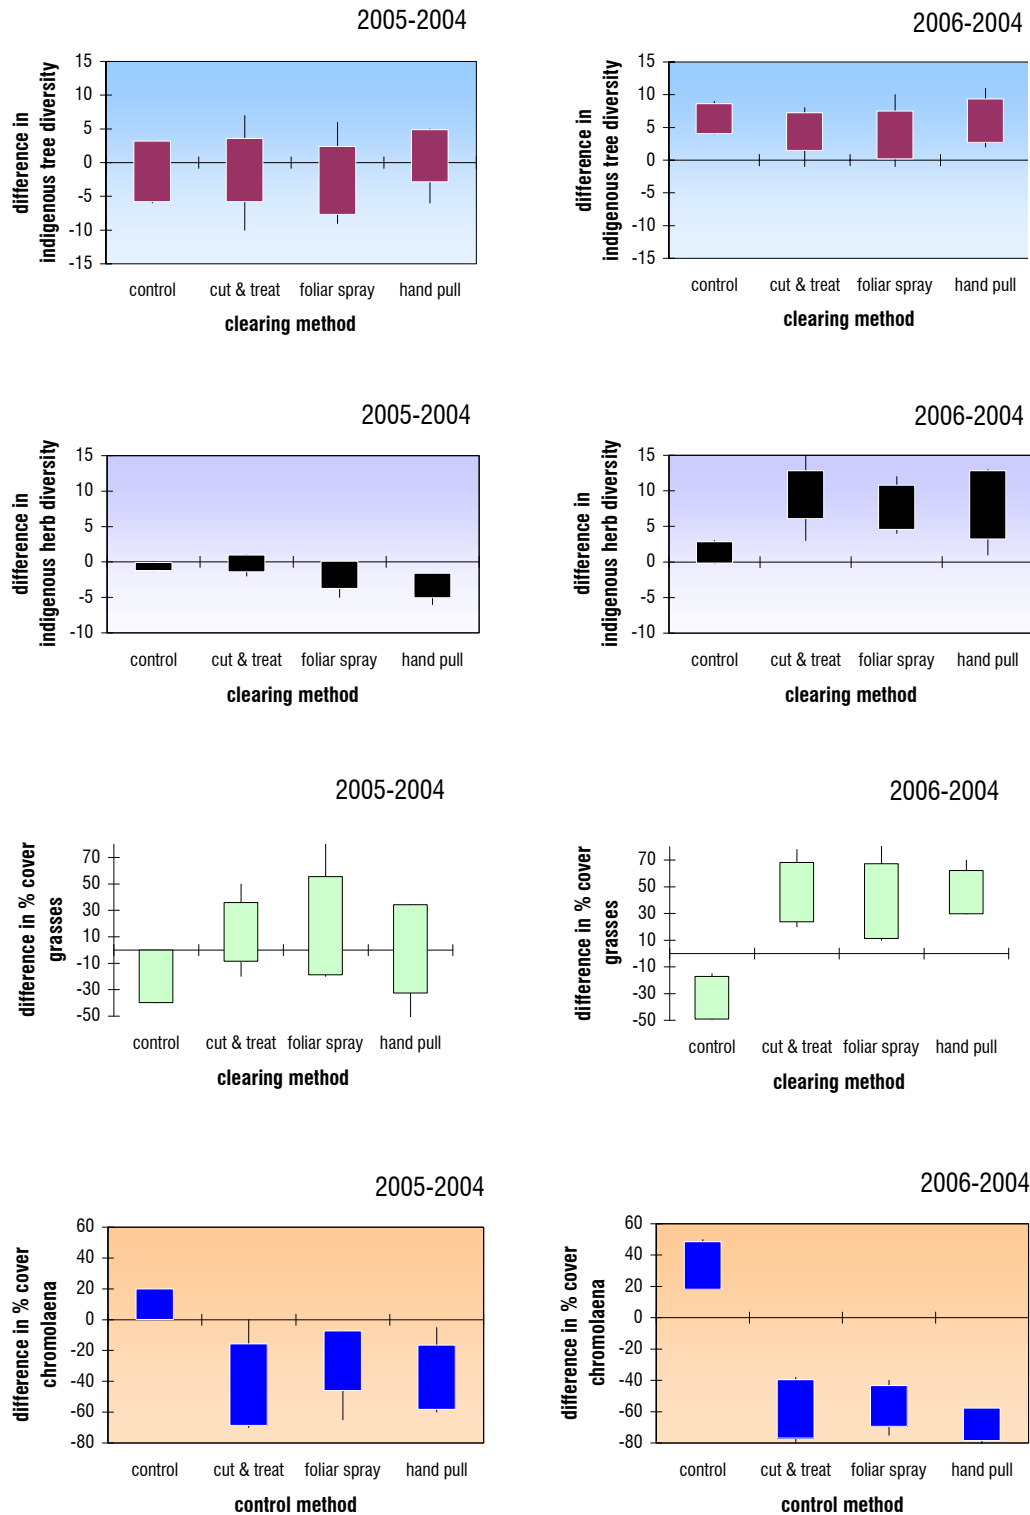 2005-2004
difference in
indigenous tree diversity
15
10
5
0
-5
-10
-15
control cut & treat foliar spray hand pull
clearing method
2006-2004
difference in
indigenous tree diversity
15
10
5
0
-5
-10
-15
control cut & treat foliar spray hand pull
clearing method
2005-2004
difference in
indigenous herb diversity
15
10
5
0
-5
-10
control cut & treat foliar spray hand pull
clearing method
2006-2004
difference in
indigenous herb diversity
15
10
5
0
-5
-10
control cut & treat foliar spray hand pull
clearing method
2005-2004
difference in % cover
grasses
70
50
30
10
-10
-30
-50
control cut & treat foliar spray hand pull
clearing method
2006-2004
difference in % cover
grasses
70
50
30
10
-10
-30
-50
control cut & treat foliar spray hand pull
clearing method
2005-2004
difference in % cover
chromolaena
60
40
20
0
-20
-40
-60
-80
control cut & treat foliar spray hand pull
control method
2006-2004
difference in % cover
chromolaena
60
40
20
0
-20
-40
-60
-80
control cut & treat foliar spray hand pull
control method